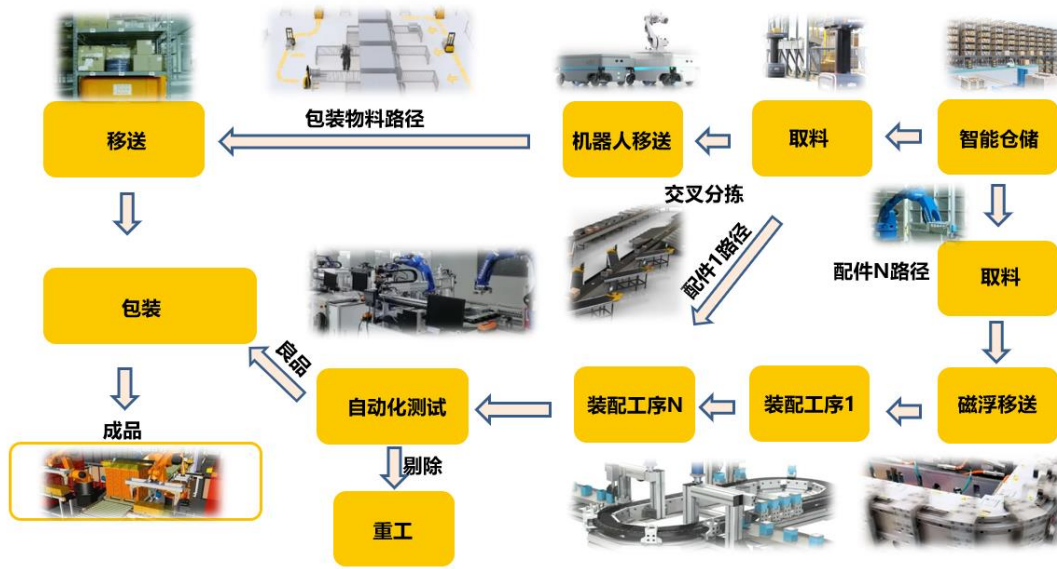 包装物料路径
移送
机器人移送
取料
智能仓储
交叉分拣
配件1路径
配件N路径
取料
包装
良品
自动化测试
装配工序N
装配工序1
磁浮移送
成品
剔除
重工